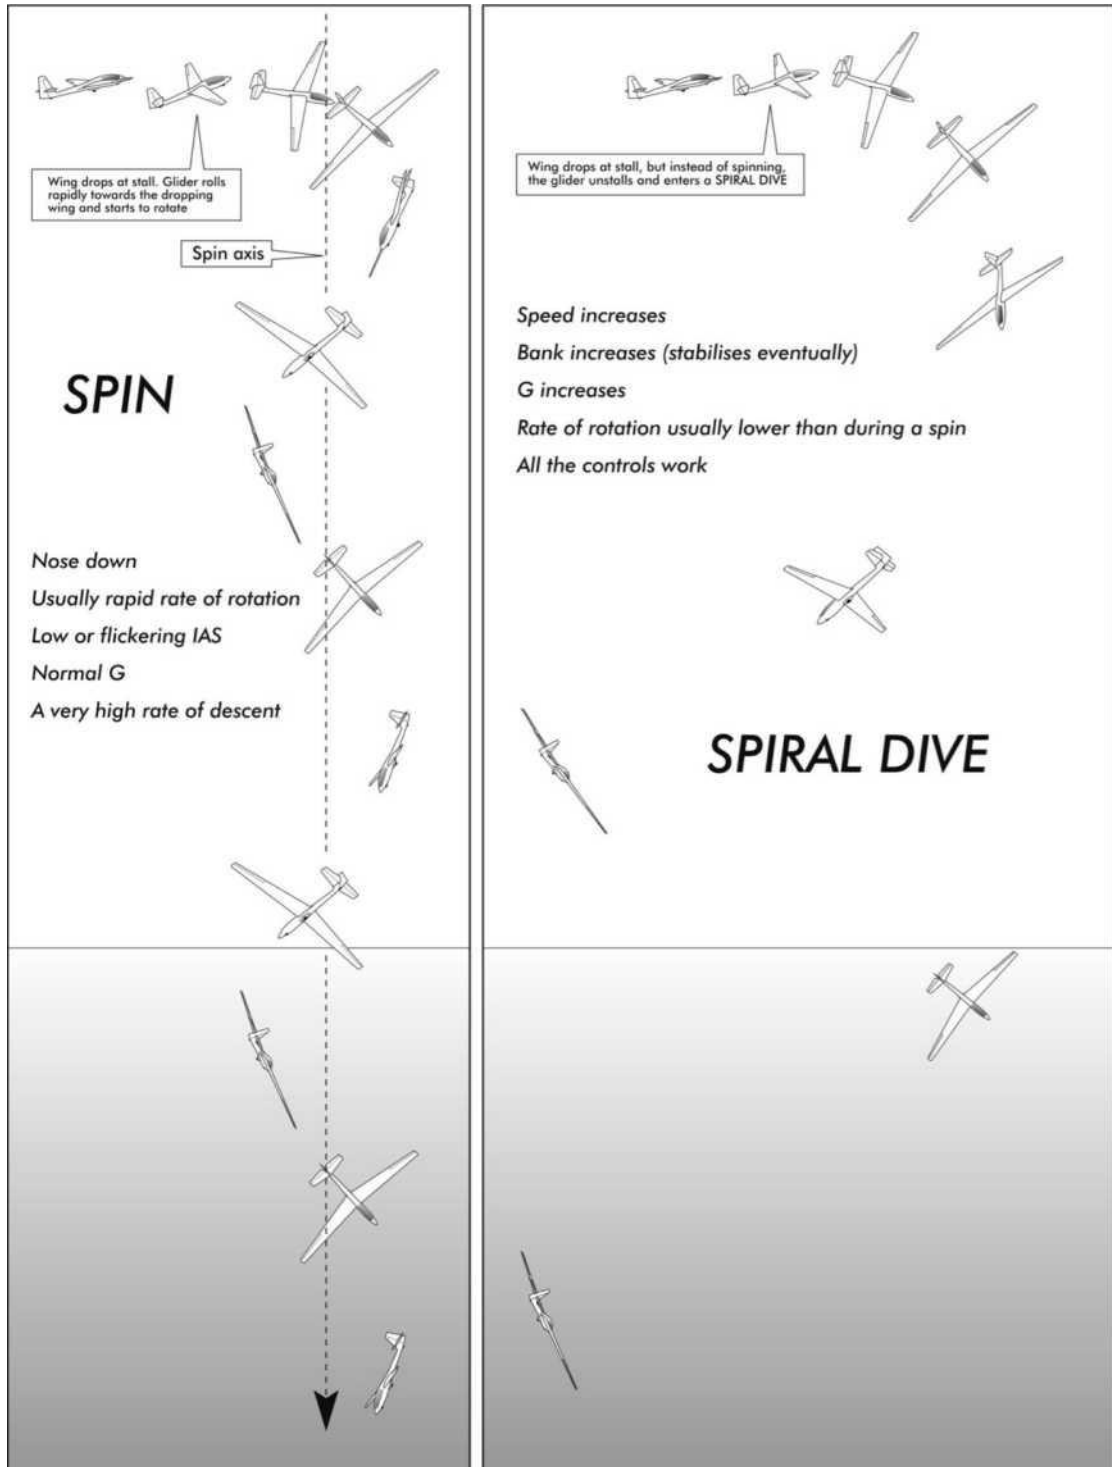 Wing drops at stall. Glider rolls
rapidly towards the dropping
wing and starts to rotate
Spin axis
SPIN
Nose down
Usually rapid rate of rotation
Low or flickering IAS
Normal G
A very high rate of descent
Wing drops at stall, but instead of spinning,
the glider unstalls and enters a SPIRAL DIVE
Speed increases
Bank increases (stabilises eventually)
G increases
Rate of rotation usually lower than during a spin
All the controls work
SPIRAL DIVE